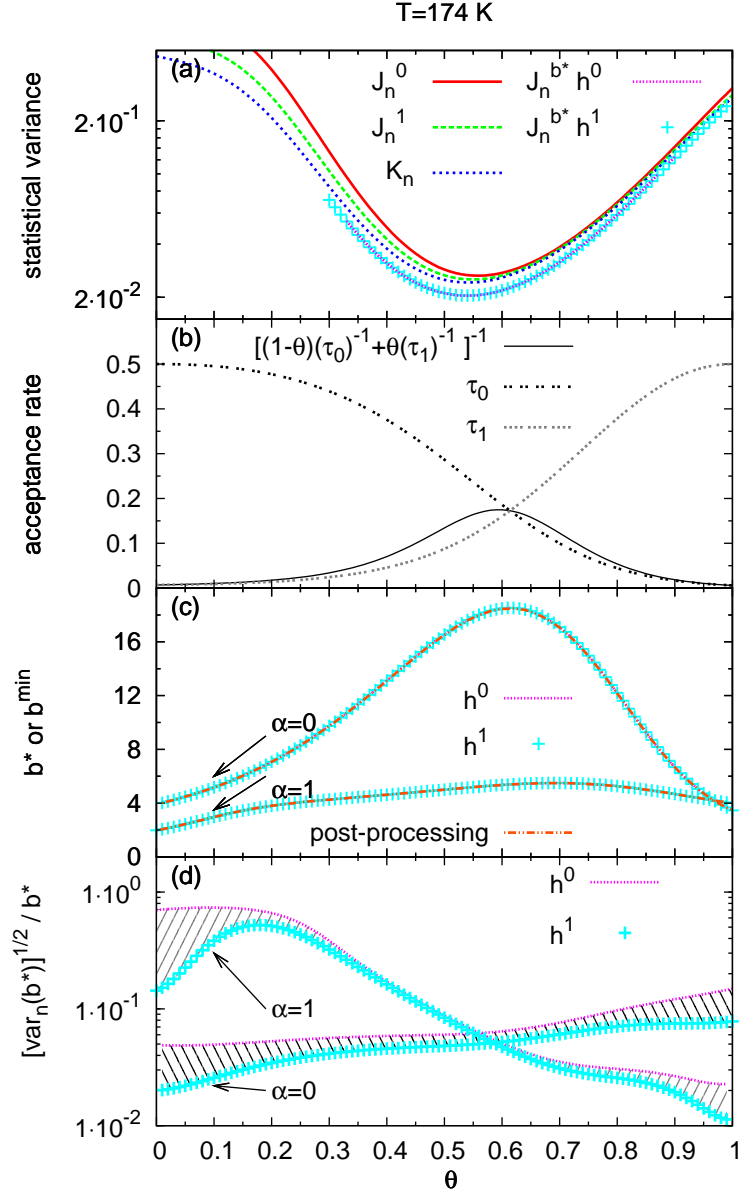 T=174 K
(a)
J_n^0
J_n^{b*} h^0
J_n^1
J_n^{b*} h^1
K_n
2·10^{-1}
2·10^{-2}
statistical variance
(b)
[(1-θ)(τ_0)^{-1}+θ(τ_1)^{-1} ]^{-1}
τ_0
τ_1
0.5
0.4
0.3
0.2
0.1
0
acceptance rate
(c)
16
12
8
4
0
b* or b^{min}
α=0
α=1
h^0
h^1
post-processing
(d)
h^0
h^1
1·10^0
1·10^{-1}
1·10^{-2}
[var_n(b*)]^{1/2} / b*
α=1
α=0
0 0.1 0.2 0.3 0.4 0.5 0.6 0.7 0.8 0.9 1
θ